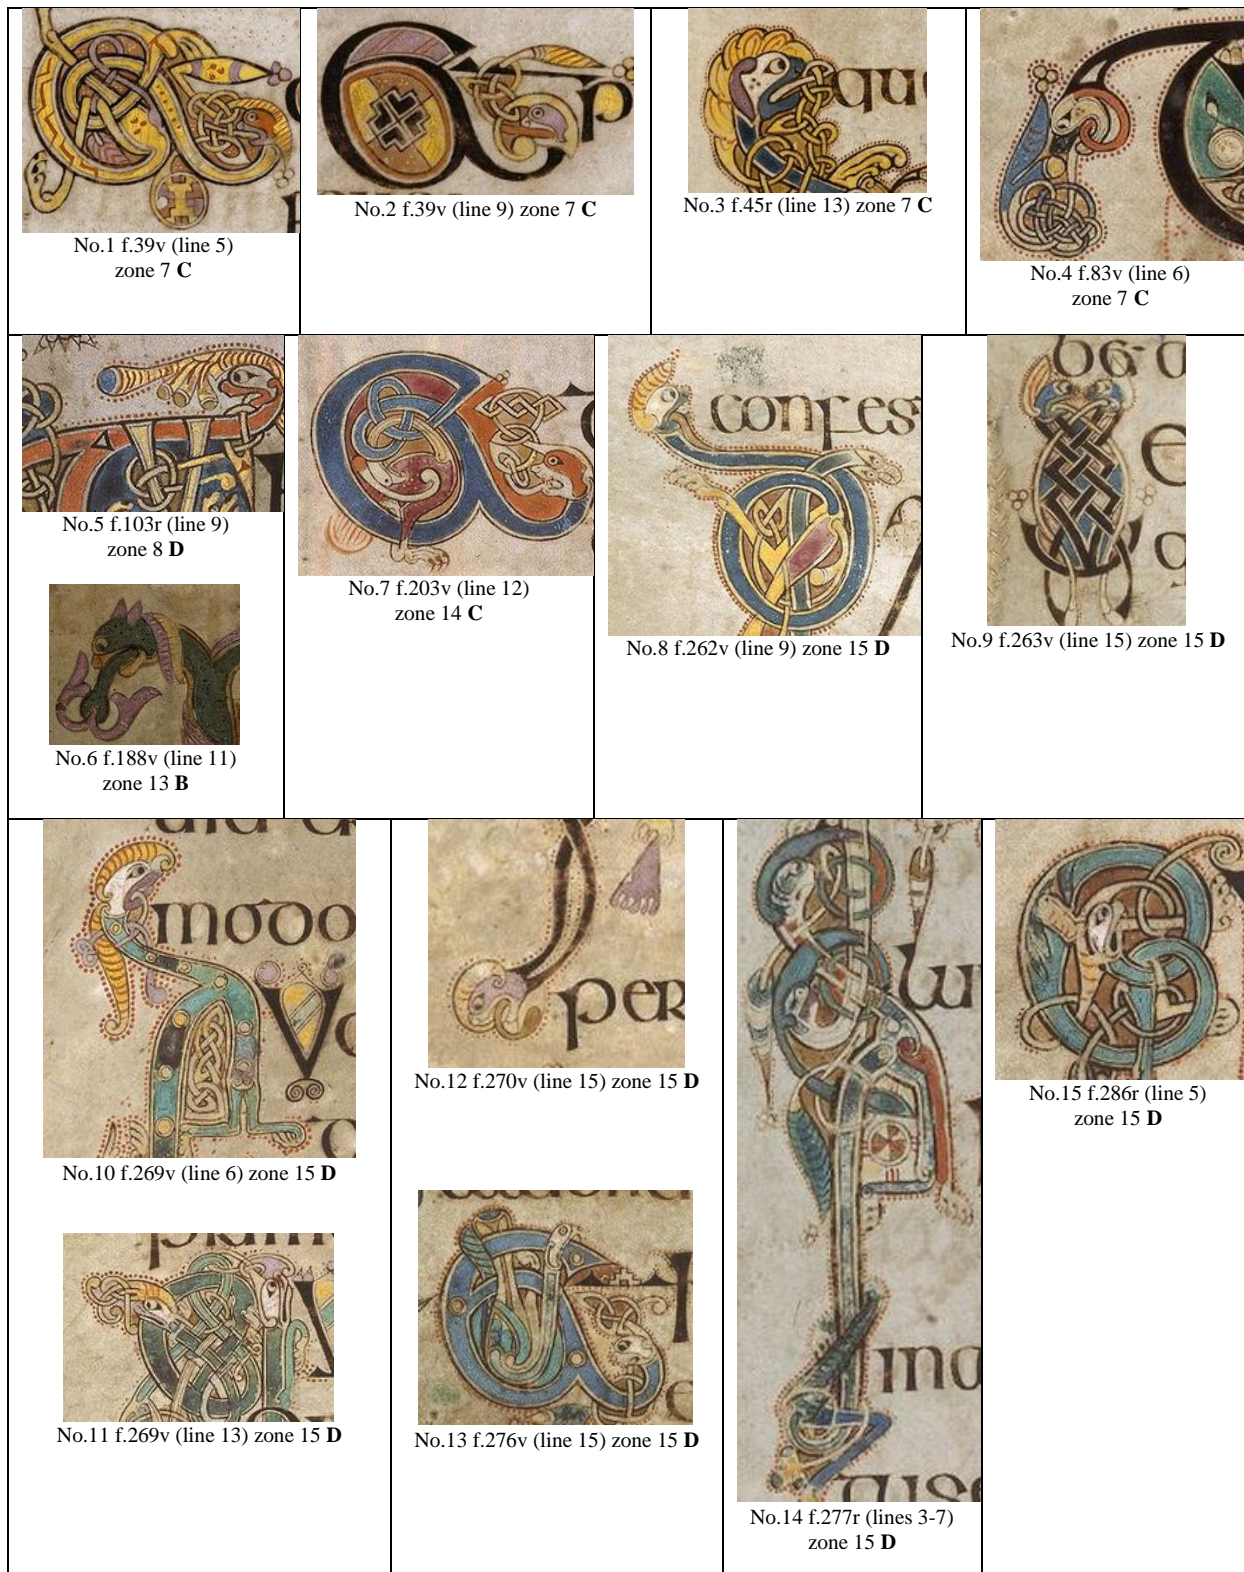 que
No.1 f.39v (line 5)
zone 7 C
No.2 f.39v (line 9) zone 7 C
No.3 f.45r (line 13) zone 7 C
No.4 f.83v (line 6)
zone 7 C
No.5 f.103r (line 9)
zone 8 D
No.6 f.188v (line 11)
zone 13 B
No.7 f.203v (line 12)
zone 14 C
confes
No.8 f.262v (line 9) zone 15 D
No.9 f.263v (line 15) zone 15 D
modo
No.10 f.269v (line 6) zone 15 D
No.11 f.269v (line 13) zone 15 D
per
No.12 f.270v (line 15) zone 15 D
No.13 f.276v (line 15) zone 15 D
No.14 f.277r (lines 3-7)
zone 15 D
No.15 f.286r (line 5)
zone 15 D